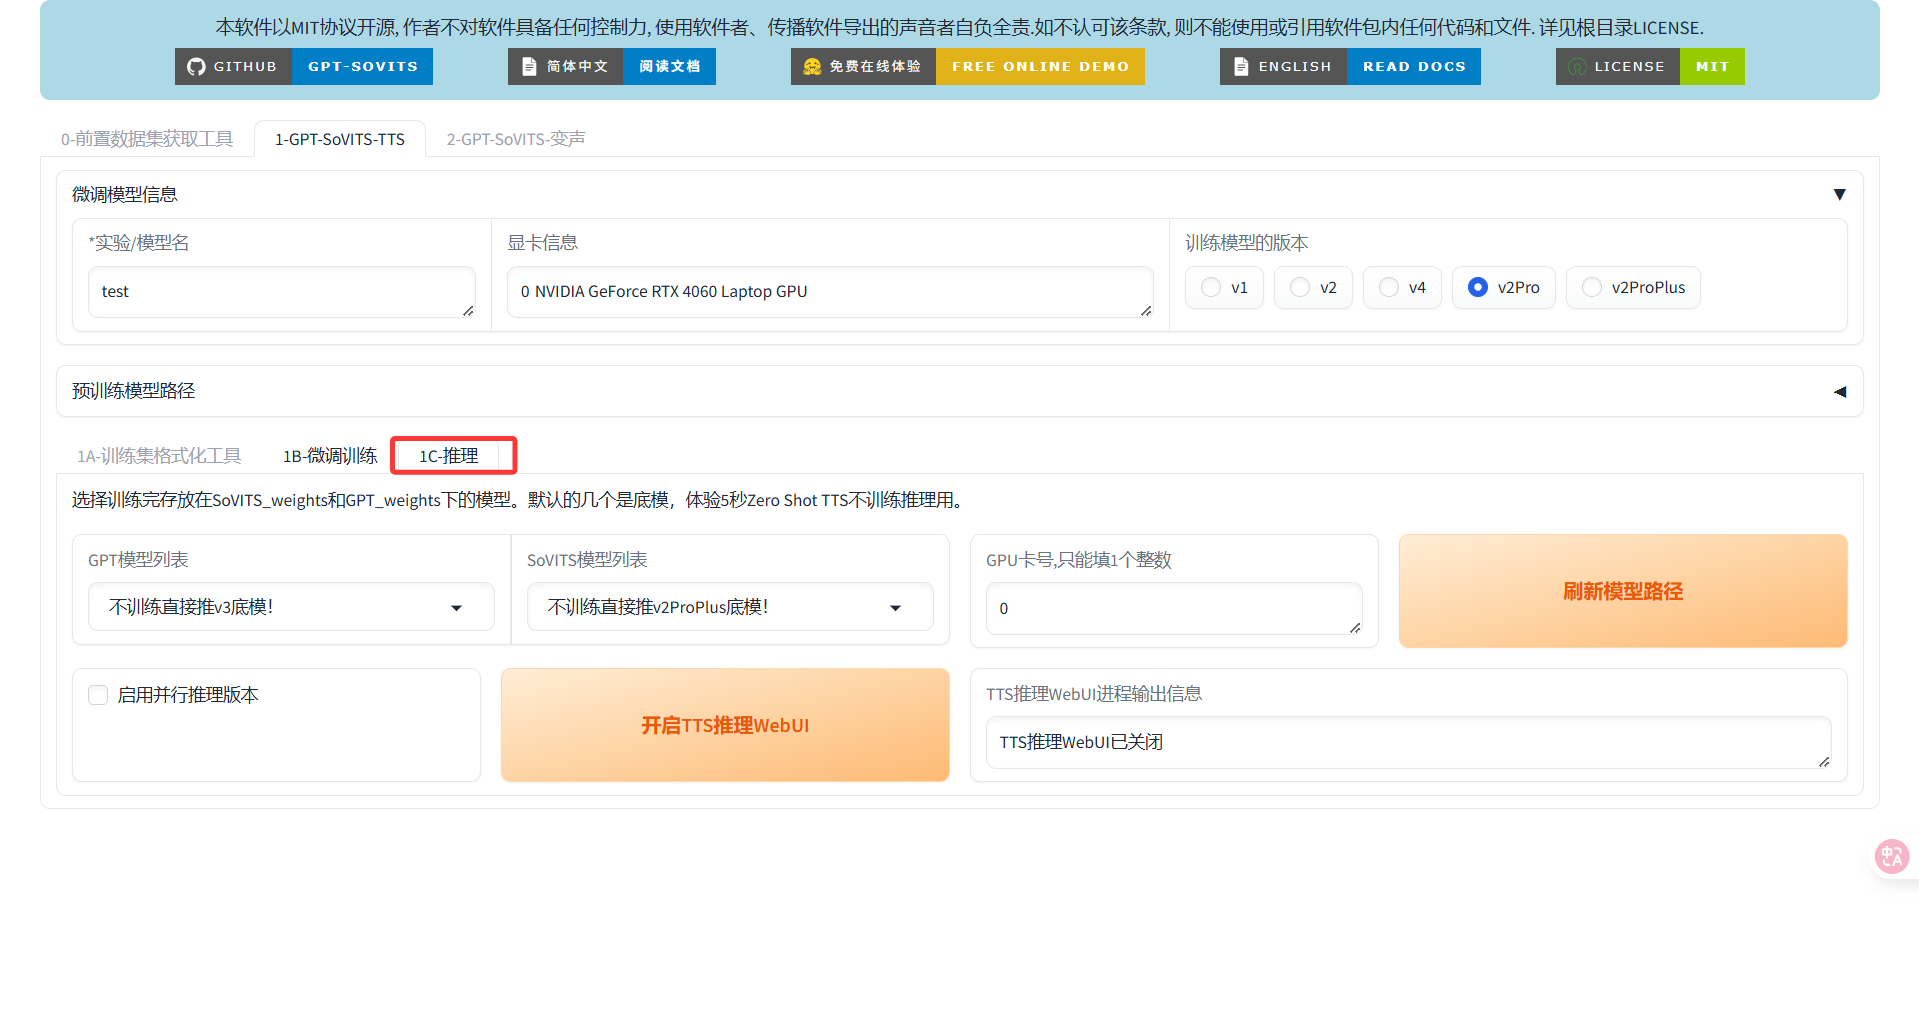 本软件以MIT协议开源, 作者不对软件具备任何控制力, 使用软件者、传播软件导出的声音者自负全责.如不认可该条款, 则不能使用或引用软件包内任何代码和文件. 详见根目录LICENSE.
GITHUB GPT-SOVITS 简体中文 阅读文档 免费在线体验 FREE ONLINE DEMO ENGLISH READ DOCS LICENSE MIT
0-前置数据集获取工具 1-GPT-SoVITS-TTS 2-GPT-SoVITS-变声
微调模型信息 ▼
*实验/模型名 显卡信息 训练模型的版本
test 0 NVIDIA GeForce RTX 4060 Laptop GPU v1 v2 v4 v2Pro v2ProPlus
预训练模型路径 ◀
1A-训练集格式化工具 1B-微调训练 1C-推理
选择训练完存放在SoVITS_weights和GPT_weights下的模型。默认的几个是底模，体验5秒Zero Shot TTS不训练推理用。
GPT模型列表 SoVITS模型列表 GPU卡号,只能填1个整数
不训练直接推v3底模! 不训练直接推v2ProPlus底模! 0 刷新模型路径
启用并行推理版本 开启TTS推理WebUI TTS推理WebUI进程输出信息
TTS推理WebUI已关闭
中A